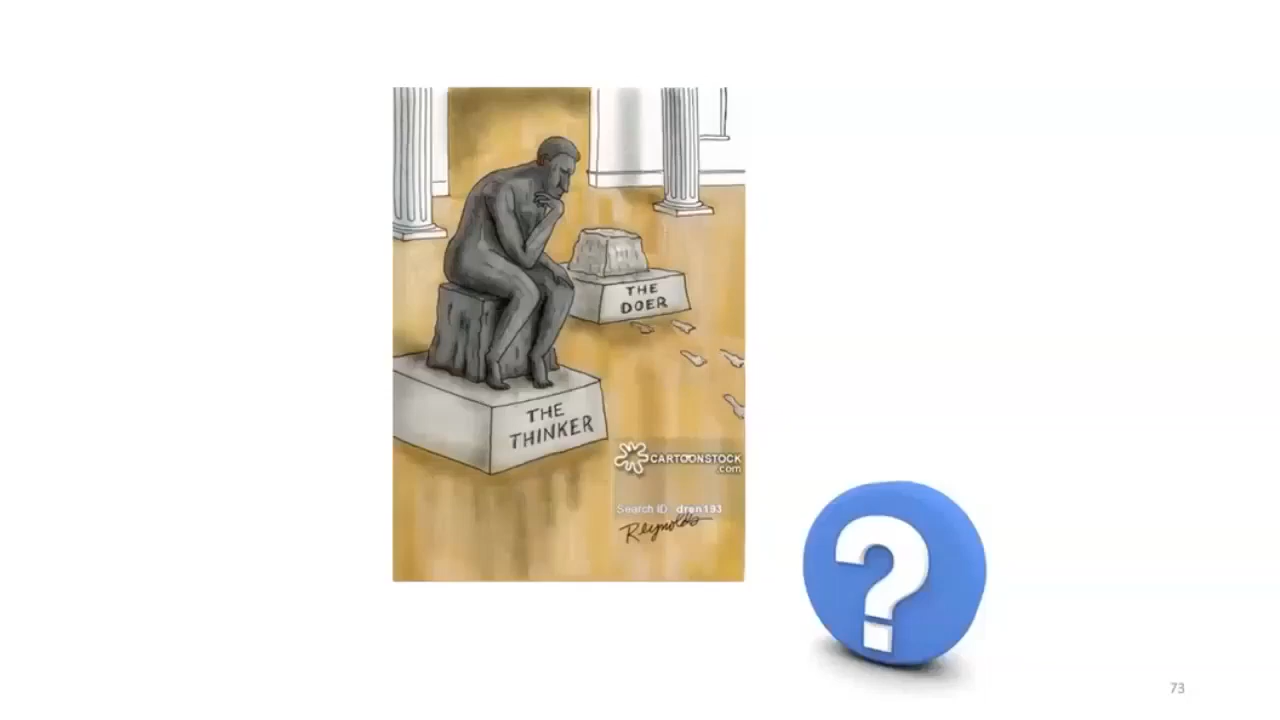 THE
DOER
THE
THINKER
CARTOONSTOCK
.com
Search ID: dren193
Reynolds
?
73